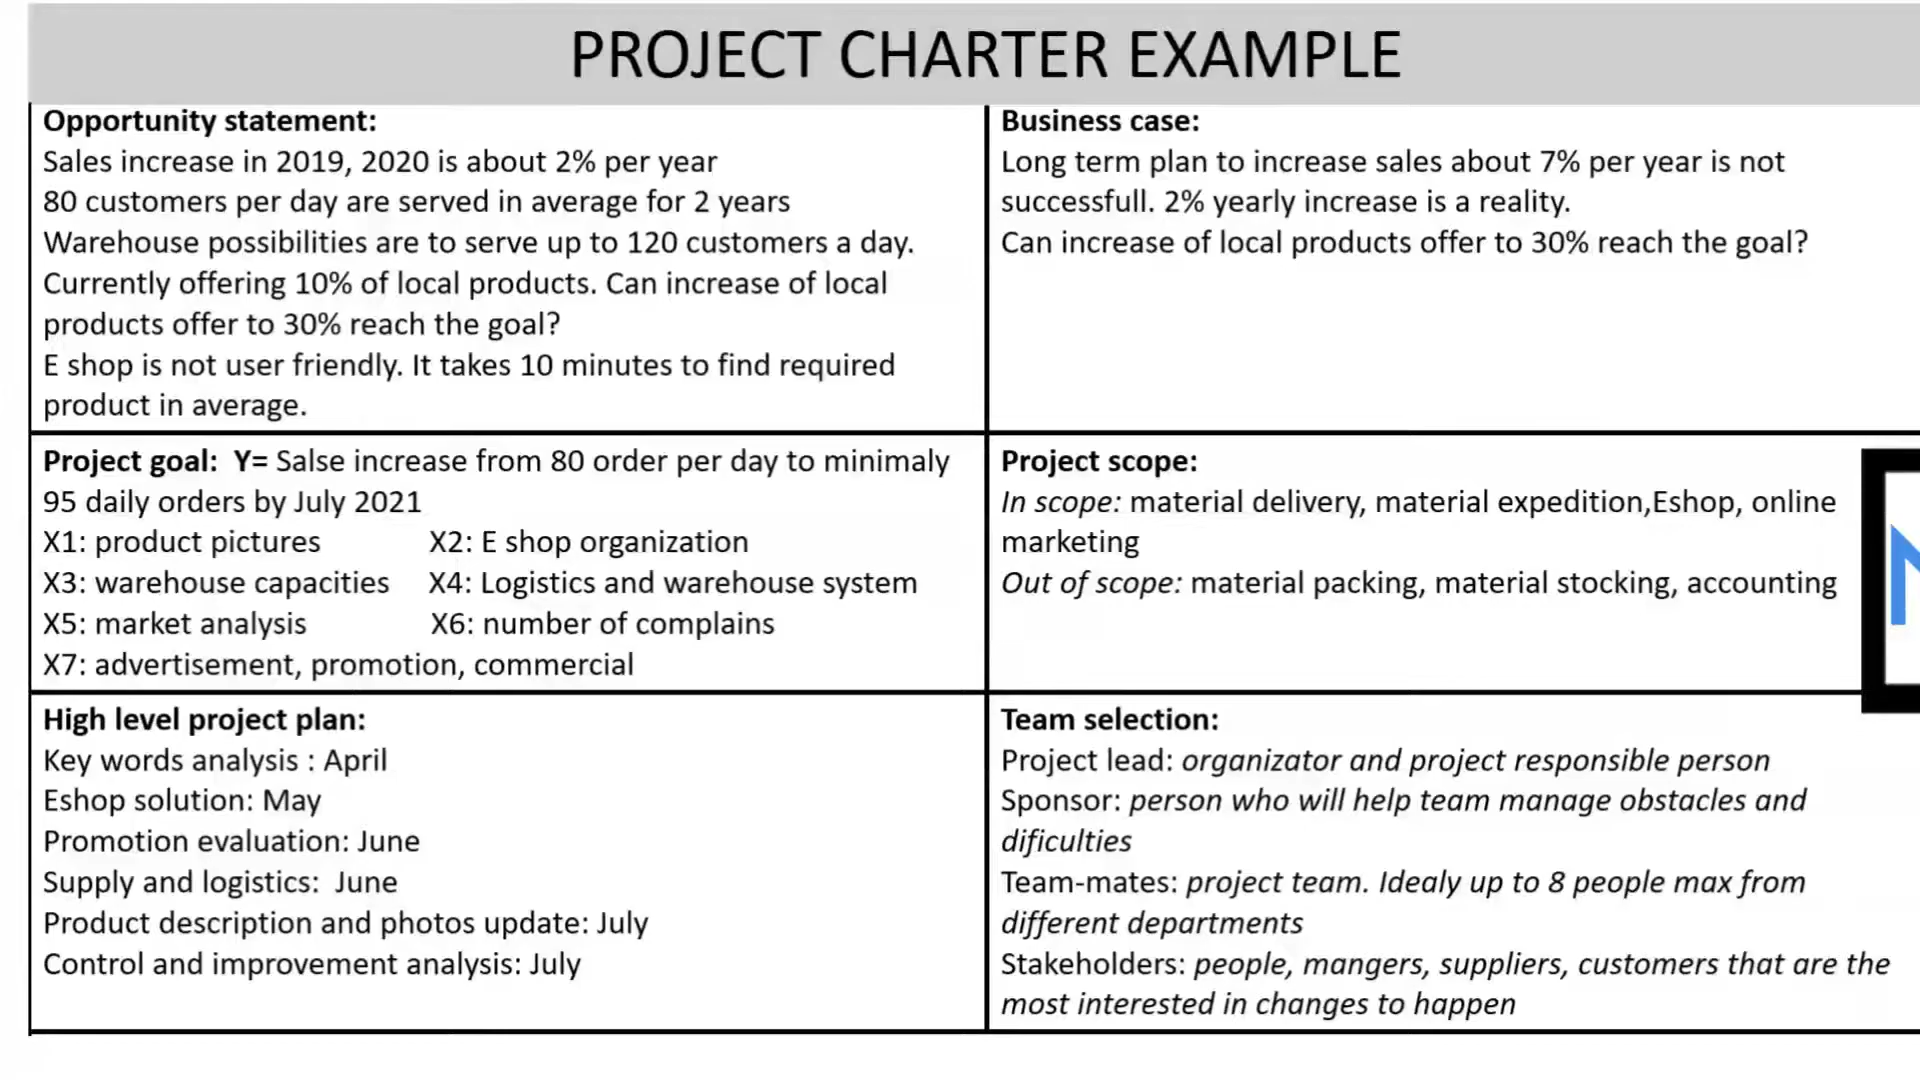 PROJECT CHARTER EXAMPLE
Opportunity statement:
Sales increase in 2019, 2020 is about 2% per year
80 customers per day are served in average for 2 years
Warehouse possibilities are to serve up to 120 customers a day.
Currently offering 10% of local products. Can increase of local
products offer to 30% reach the goal?
E shop is not user friendly. It takes 10 minutes to find required
product in average.
Business case:
Long term plan to increase sales about 7% per year is not
successfull. 2% yearly increase is a reality.
Can increase of local products offer to 30% reach the goal?
Project goal: Y= Salse increase from 80 order per day to minimaly
95 daily orders by July 2021
X1: product pictures X2: E shop organization
X3: warehouse capacities X4: Logistics and warehouse system
X5: market analysis X6: number of complains
X7: advertisement, promotion, commercial
Project scope:
In scope: material delivery, material expedition,Eshop, online
marketing
Out of scope: material packing, material stocking, accounting
High level project plan:
Key words analysis : April
Eshop solution: May
Promotion evaluation: June
Supply and logistics: June
Product description and photos update: July
Control and improvement analysis: July
Team selection:
Project lead: organizator and project responsible person
Sponsor: person who will help team manage obstacles and
dificulties
Team-mates: project team. Idealy up to 8 people max from
different departments
Stakeholders: people, mangers, suppliers, customers that are the
most interested in changes to happen